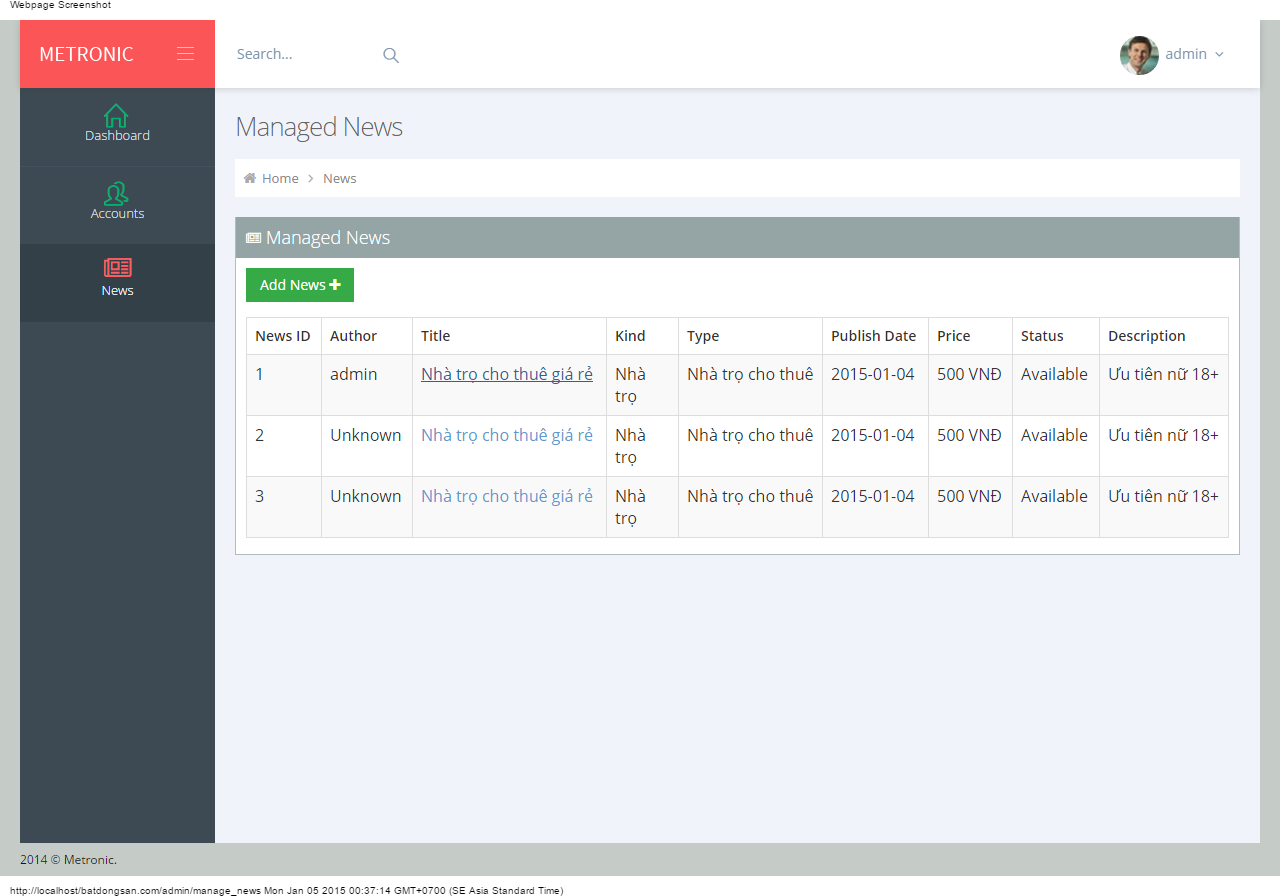 Webpage Screenshot
METRONIC
Search...
admin
Dashboard
Accounts
News
Managed News
Home > News
Managed News
Add News
News ID Author Title Kind Type Publish Date Price Status Description
1 admin Nhà trọ cho thuê giá rẻ Nhà trọ Nhà trọ cho thuê 2015-01-04 500 VNĐ Available Ưu tiên nữ 18+
2 Unknown Nhà trọ cho thuê giá rẻ Nhà trọ Nhà trọ cho thuê 2015-01-04 500 VNĐ Available Ưu tiên nữ 18+
3 Unknown Nhà trọ cho thuê giá rẻ Nhà trọ Nhà trọ cho thuê 2015-01-04 500 VNĐ Available Ưu tiên nữ 18+
2014 © Metronic.
http://localhost/batdongsan.com/admin/manage_news Mon Jan 05 2015 00:37:14 GMT+0700 (SE Asia Standard Time)